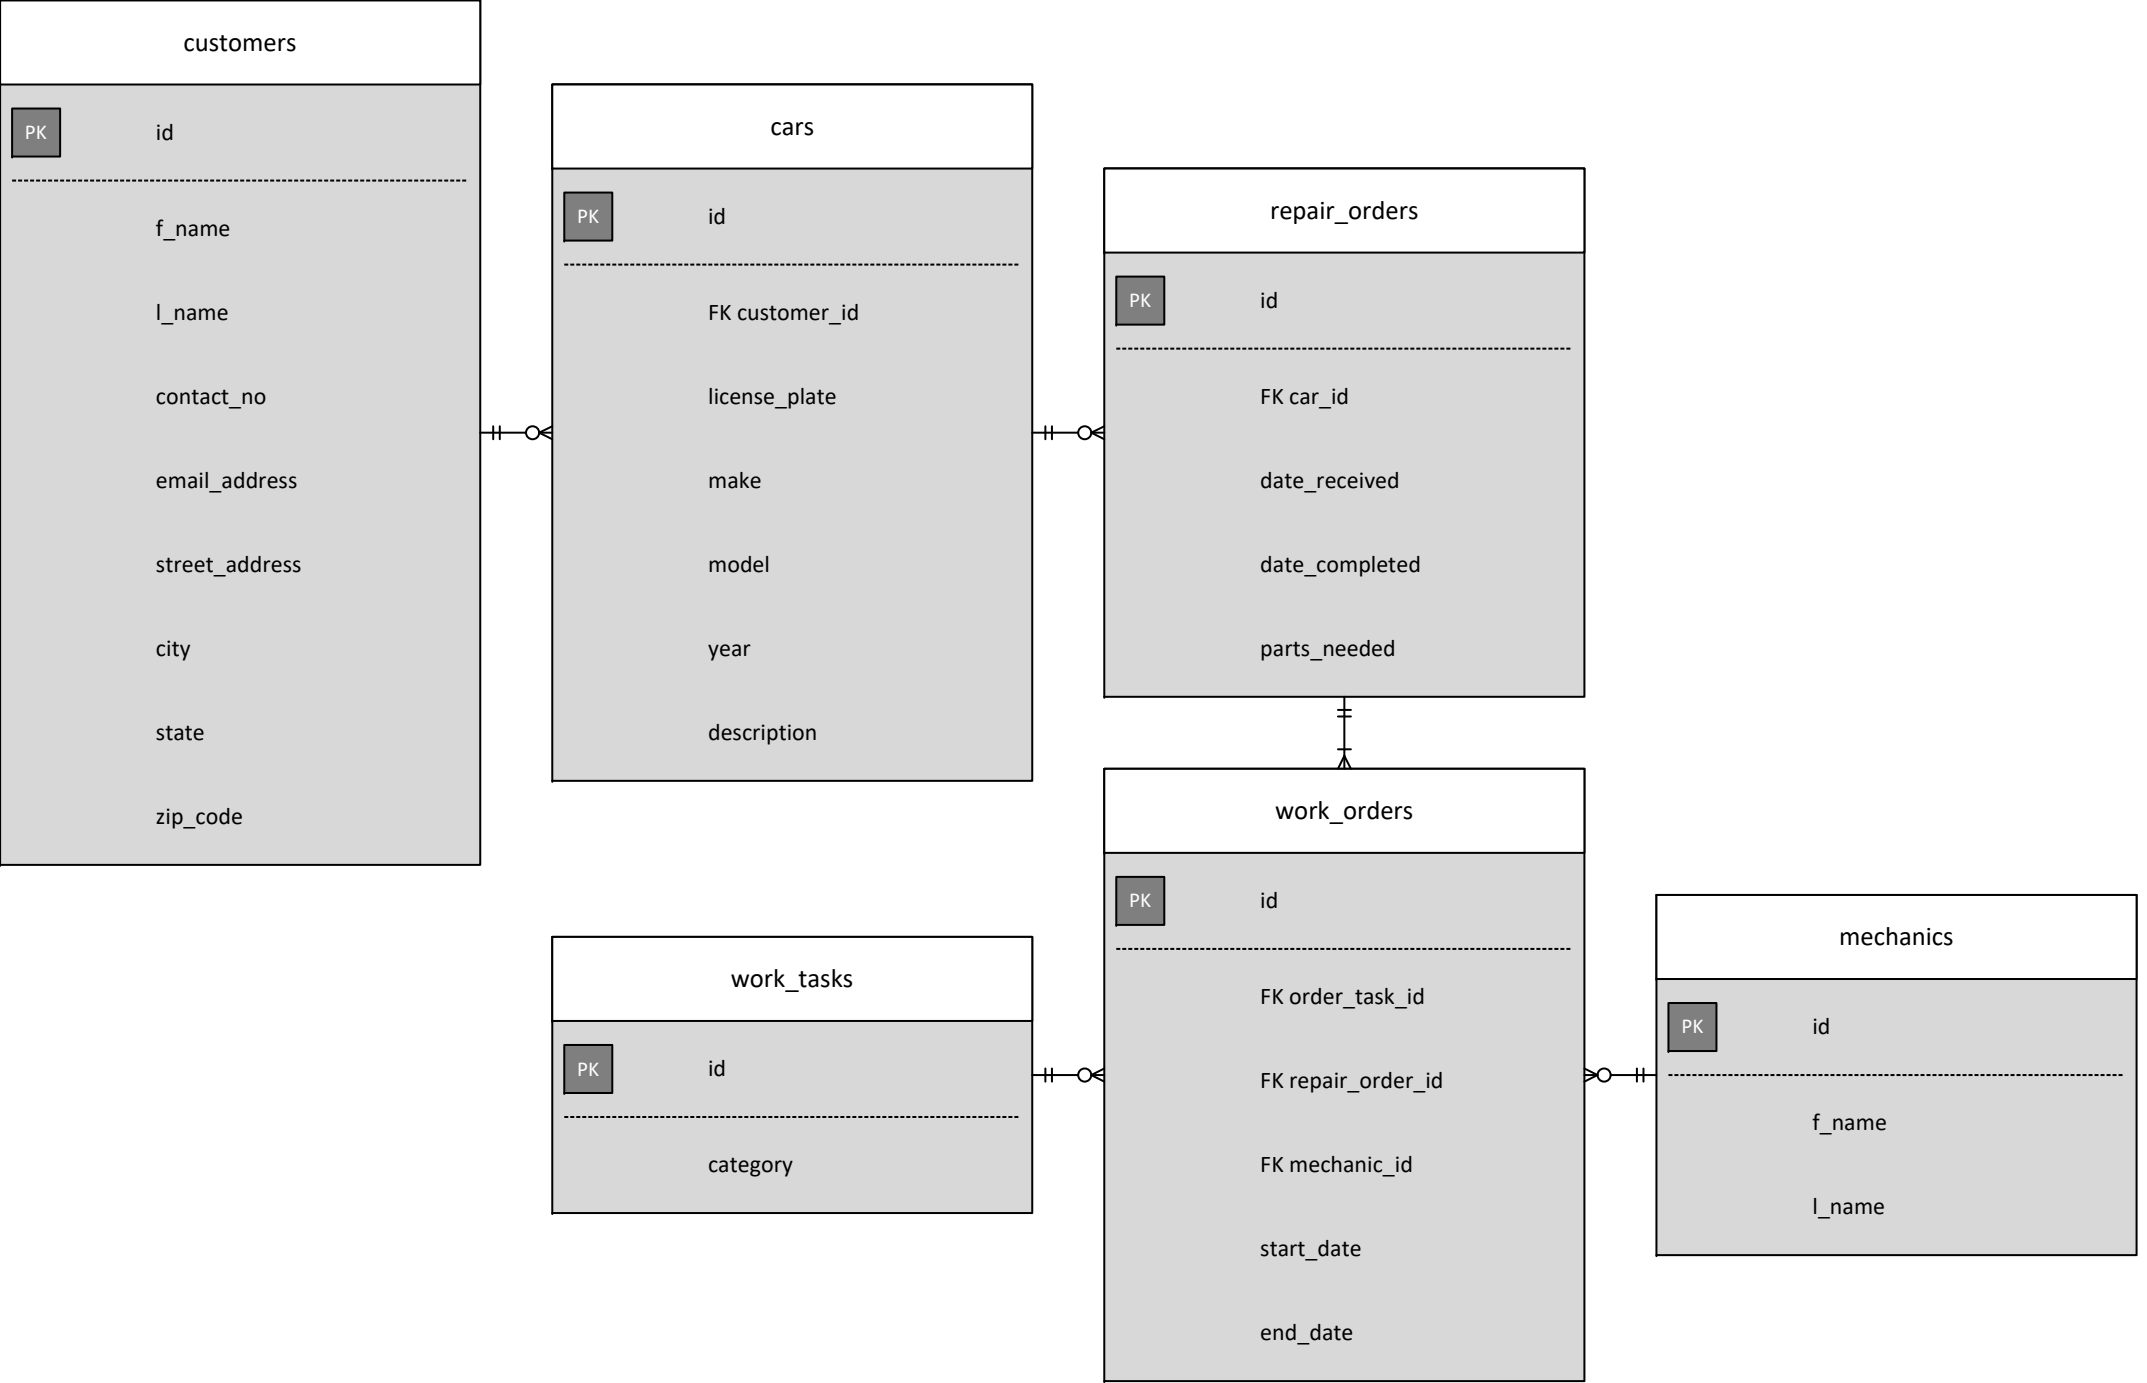 customers
PK id
f_name
l_name
contact_no
email_address
street_address
city
state
zip_code
cars
PK id
FK customer_id
license_plate
make
model
year
description
repair_orders
PK id
FK car_id
date_received
date_completed
parts_needed
work_orders
PK id
FK order_task_id
FK repair_order_id
FK mechanic_id
start_date
end_date
work_tasks
PK id
category
mechanics
PK id
f_name
l_name